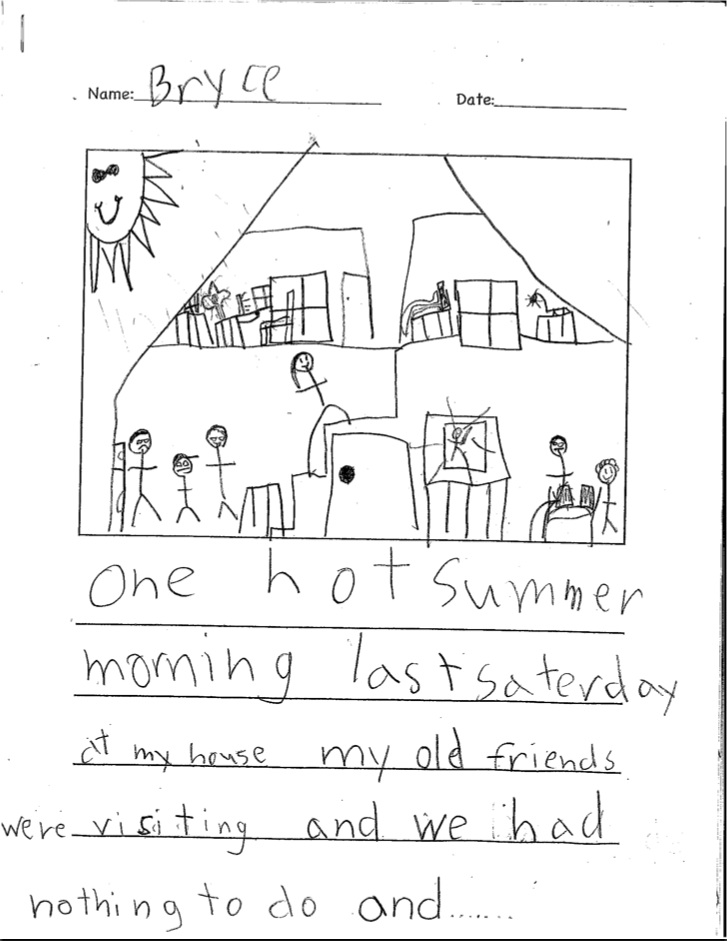 Name: Bryce Date:
One hot summer
morning last saterday
at my house my old friends
were visiting and we had
nothing to do and.......